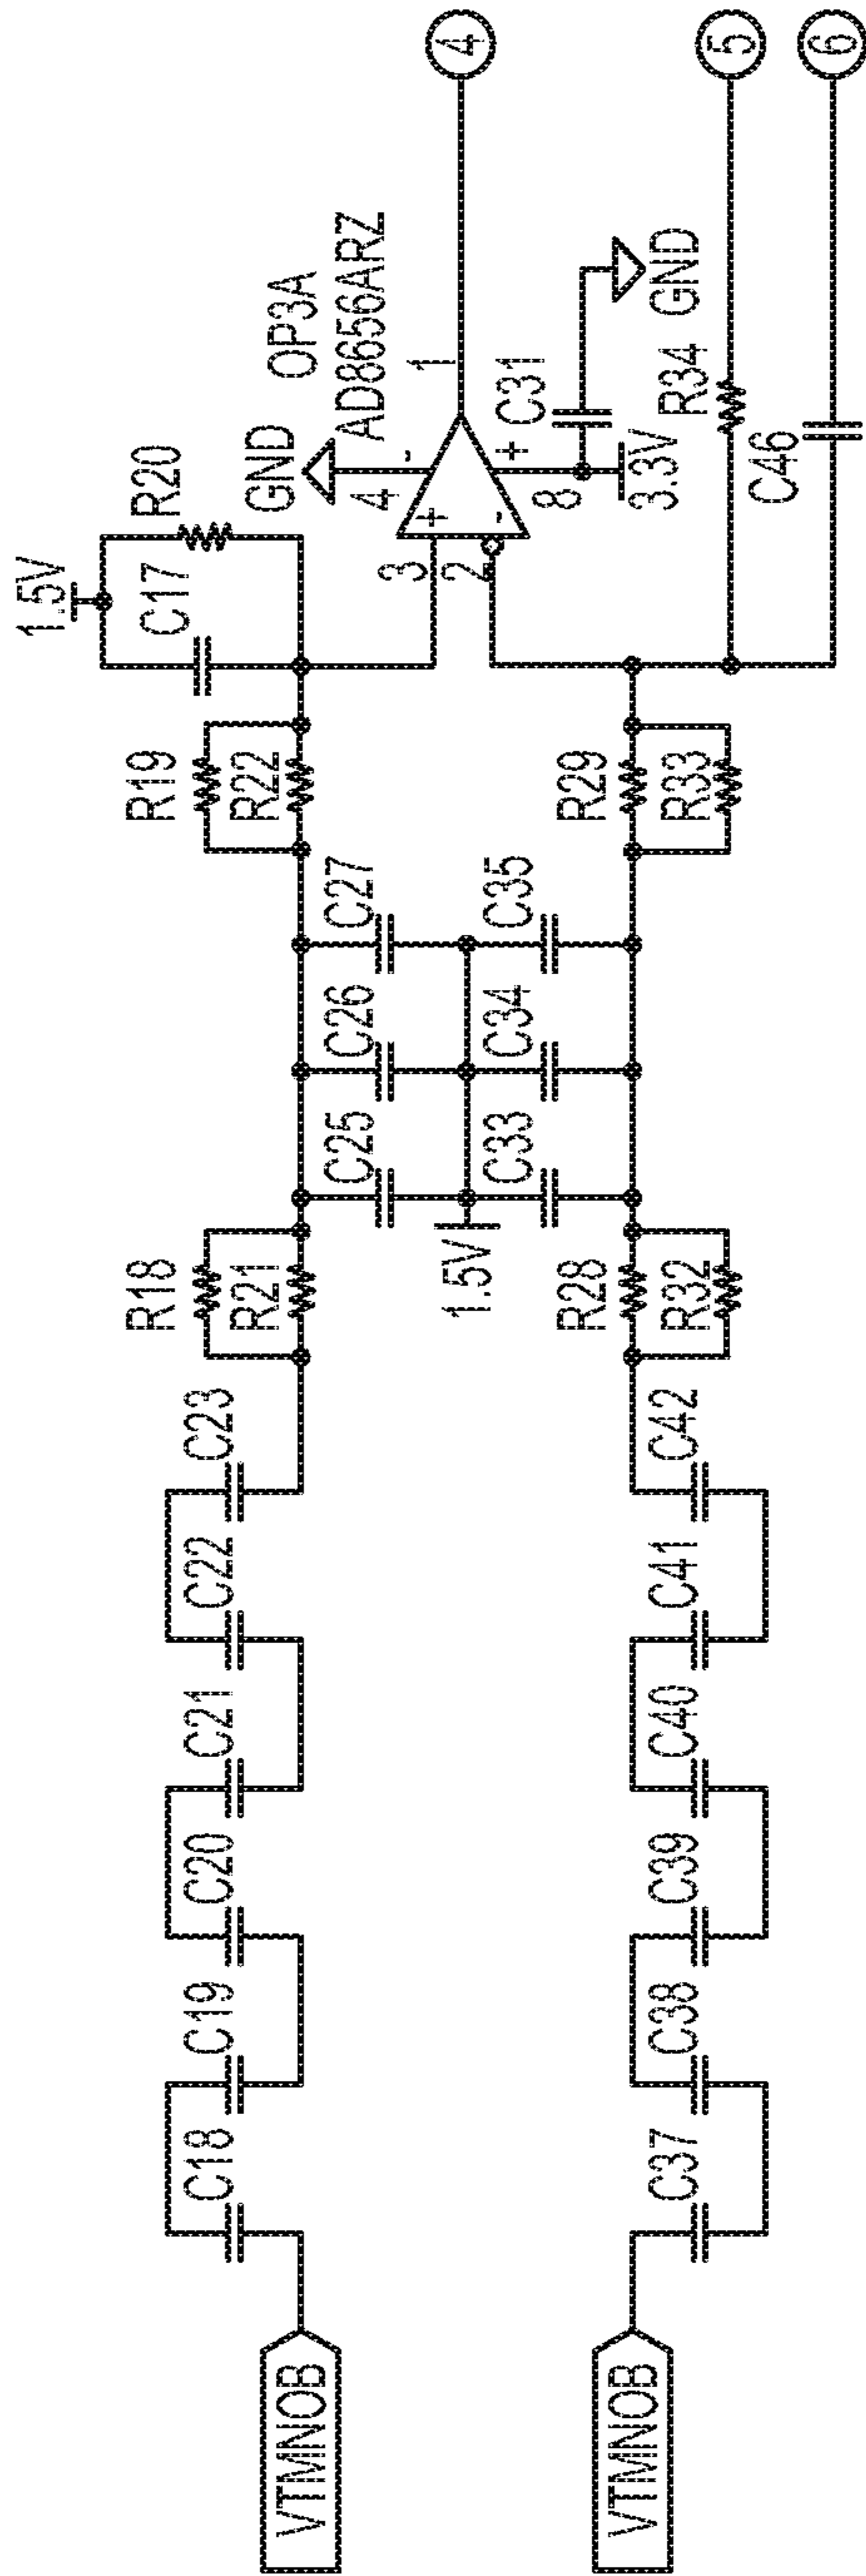 1.5V
C17
R20
GND
OP3A
AD8656ARZ
4
-
3
+
1
4
2
-
8
+
C31
GND
3.3V
R34
5
C46
6
R19
R22
R29
R33
C27
C35
C26
C34
C25
C33
1.5V
R18
R21
R28
R32
C18
C19
C20
C21
C22
C23
C37
C38
C39
C40
C41
C42
VTMNOB
VTMNOB